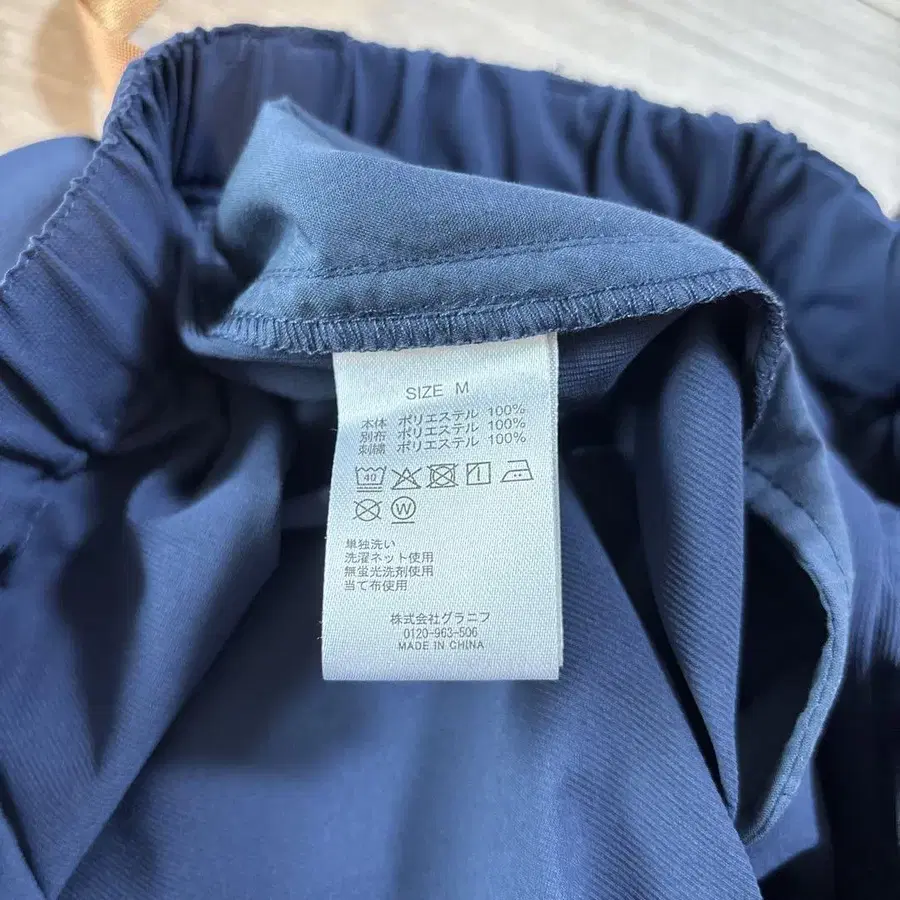 SIZE M
本体 ポリエステル 100%
別布 ポリエステル 100%
刺繍 ポリエステル 100%
40
W
単独洗い
洗濯ネット使用
無蛍光洗剤使用
当て布使用
株式会社グラニフ
0120-963-506
MADE IN CHINA